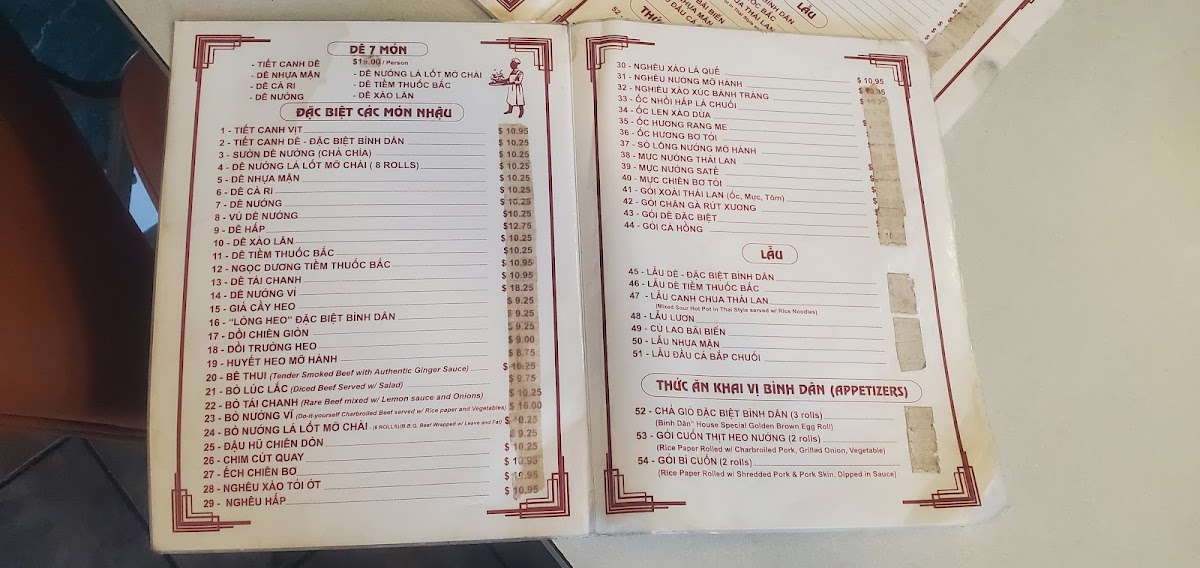 DÊ 7 MÓN
- TIẾT CANH DÊ /Person
- DÊ NHỰA MẬN - DÊ NƯỚNG LÁ LỐT MỠ CHÀI
- DÊ CÀ RI - DÊ TIỀM THUỐC BẮC
- DÊ NƯỚNG - DÊ XÀO LĂN
ĐẶC BIỆT CÁC MÓN NHẬU
1 - TIẾT CANH VỊT $ 10.95
2 - TIẾT CANH DÊ - ĐẶC BIỆT BÌNH DÂN $ 10.25
3 - SƯỜN DÊ NƯỚNG (CHẢ CHÌA) $ 10.25
4 - DÊ NƯỚNG LÁ LỐT MỠ CHÀI ( 8 ROLLS) $ 10.25
5 - DÊ NHỰA MẬN $ 10.25
6 - DÊ CÀ RI $ 10.25
7 - DÊ NƯỚNG $ 10.25
8 - VÚ DÊ NƯỚNG $10.25
9 - DÊ HẤP $12.75
10 - DÊ XÀO LĂN $ 10.25
11 - DÊ TIỀM THUỐC BẮC $ 10.25
12 - NGỌC DƯƠNG TIỀM THUỐC BẮC $ 10.95
13 - DÊ TÁI CHANH $ 10.95
14 - DÊ NƯỚNG VỈ $ 18.25
15 - GIẢ CẦY HEO $ 9.25
16 - "LÒNG HEO" ĐẶC BIỆT BÌNH DÂN $ 9.25
17 - DỒI CHIÊN GIÒN $ 9.25
18 - DỒI TRƯỜNG HEO $ 9.00
19 - HUYẾT HEO MỠ HÀNH $ 8.75
20 - BÊ THUI (Tender Smoked Beef with Authentic Ginger Sauce) $ 10.25
21 - BÒ LÚC LẮC (Diced Beef Served w/ Salad) $ 9.75
22 - BÒ TÁI CHANH (Rare Beef mixed w/ Lemon sauce and Onions) $ 10.25
23 - BÒ NƯỚNG VỈ (Do-it-yourself Charbroiled Beef served w/ Rice paper and Vegetables) $ 16.00
24 - BÒ NƯỚNG LÁ LỐT MỠ CHÀI - (8 ROLLS) (B.B.Q. Beef Wrapped w/ Leave and Fat) $ 10.25
25 - ĐẬU HŨ CHIÊN DÒN $ 9.25
26 - CHIM CÚT QUAY $ 10.25
27 - ẾCH CHIÊN BƠ $ 10.95
28 - NGHÊU XÀO TỎI ỚT
29 - NGHÊU HẤP $ 10.95
30 - NGHÊU XÀO LÁ QUẾ
31 - NGHÊU NƯỚNG MỠ HÀNH $ 10.95
32 - NGHIÊU XÀO XÚC BÁNH TRÁNG
33 - ỐC NHỒI HẤP LÁ CHUỐI
34 - ỐC LEN XÀO DỪA
35 - ỐC HƯƠNG RANG ME
36 - ỐC HƯƠNG BƠ TỎI
37 - SÒ LÔNG NƯỚNG MỠ HÀNH
38 - MỰC NƯỚNG THÁI LAN
39 - MỰC NƯỚNG SATẾ
40 - MỰC CHIÊN BƠ TỎI
41 - GỎI XOÀI THÁI LAN (Ốc, Mực, Tôm)
42 - GỎI CHÂN GÀ RÚT XƯƠNG
43 - GỎI DÊ ĐẶC BIỆT
44 - GỎI CÁ HỒNG
LẨU
45 - LẨU DÊ - ĐẶC BIỆT BÌNH DÂN
46 - LẨU DÊ TIỀM THUỐC BẮC
47 - LẨU CANH CHUA THÁI LAN
(Mixed Sour Hot Pot in Thai Style served w/ Rice Noodles)
48 - LẨU LƯƠN
49 - CÙ LAO BÃI BIỂN
50 - LẨU NHỰA MẬN
51 - LẨU ĐẦU CÁ BẮP CHUỐI
THỨC ĂN KHAI VỊ BÌNH DÂN (APPETIZERS)
52 - CHẢ GIÒ ĐẶC BIỆT BÌNH DÂN (3 rolls)
("Bình Dân" House Special Golden Brown Egg Roll)
53 - GỎI CUỐN THỊT HEO NƯỚNG (2 rolls)
(Rice Paper Rolled w/ Charbroiled Pork, Grilled Onion, Vegetable)
54 - GỎI BÌ CUỐN (2 rolls)
(Rice Paper Rolled w/ Shredded Pork & Pork Skin, Dipped in Sauce)
LẨU